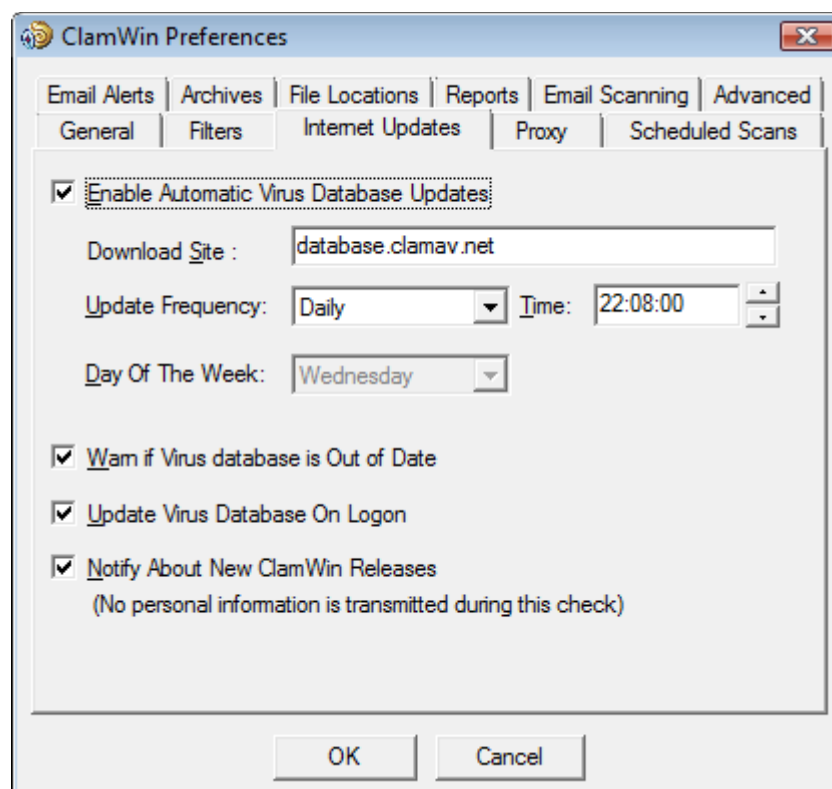 ClamWin Preferences
Email Alerts Archives File Locations Reports Email Scanning Advanced
General Filters Internet Updates Proxy Scheduled Scans
Enable Automatic Virus Database Updates
Download Site : database.clamav.net
Update Frequency: Daily Time: 22:08:00
Day Of The Week: Wednesday
Warn if Virus database is Out of Date
Update Virus Database On Logon
Notify About New ClamWin Releases
(No personal information is transmitted during this check)
OK Cancel